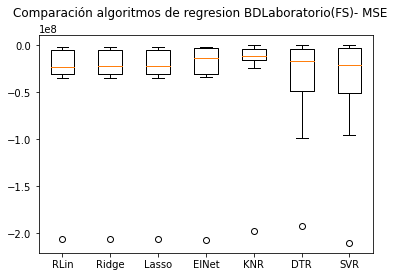 Comparación algoritmos de regresion BDLaboratorio(FS)- MSE
1e8
0.0
−0.5
−1.0
−1.5
−2.0
RLin Ridge Lasso ElNet KNR DTR SVR